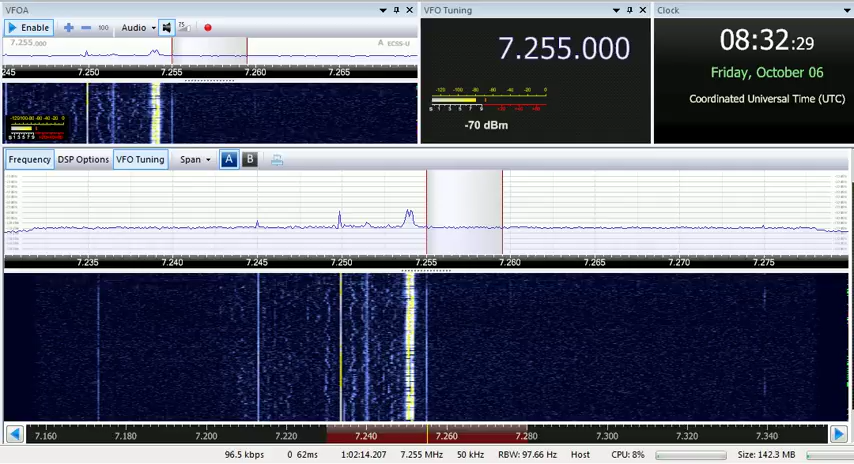 VFOA
Enable 100 Audio 75
7.255.000 A ECSS-U
245 7.250 7.255 7.260 7.265
VFO Tuning
7.255.000
-70 dBm
Clock
08:32:29
Friday, October 06
Coordinated Universal Time (UTC)
Frequency DSP Options VFO Tuning Span A B
7.235 7.240 7.245 7.250 7.255 7.260 7.265 7.270 7.275
7.160 7.180 7.200 7.220 7.240 7.260 7.280 7.300 7.320 7.340
96.5 kbps 0 62ms 1:02:14.207 7.255 MHz 50 kHz RBW: 97.66 Hz Host CPU: 8% Size: 142.3 MB